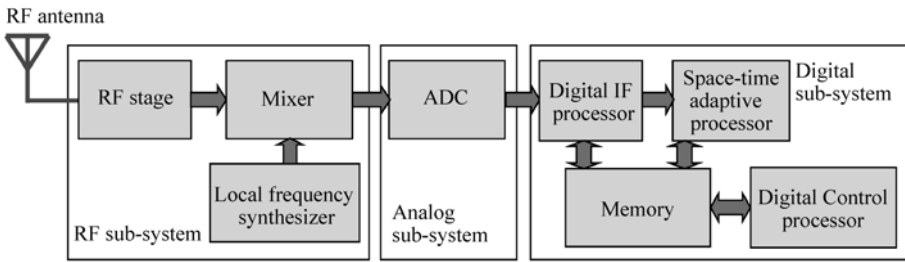 RF antenna
RF stage
Mixer
Local frequency
synthesizer
RF sub-system
ADC
Analog
sub-system
Digital IF
processor
Space-time
adaptive
processor
Digital
sub-system
Memory
Digital Control
processor